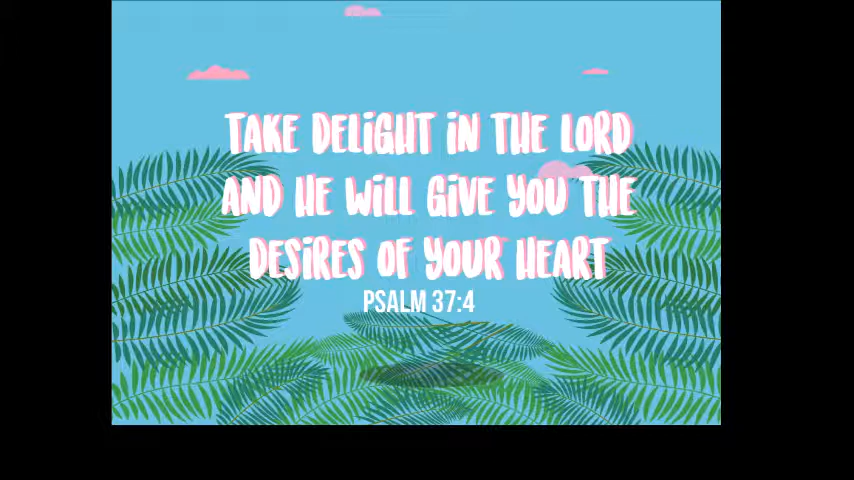 TAKE DELIGHT IN THE LORD
AND HE WILL GIVE YOU THE
DESIRES OF YOUR HEART
PSALM 37:4